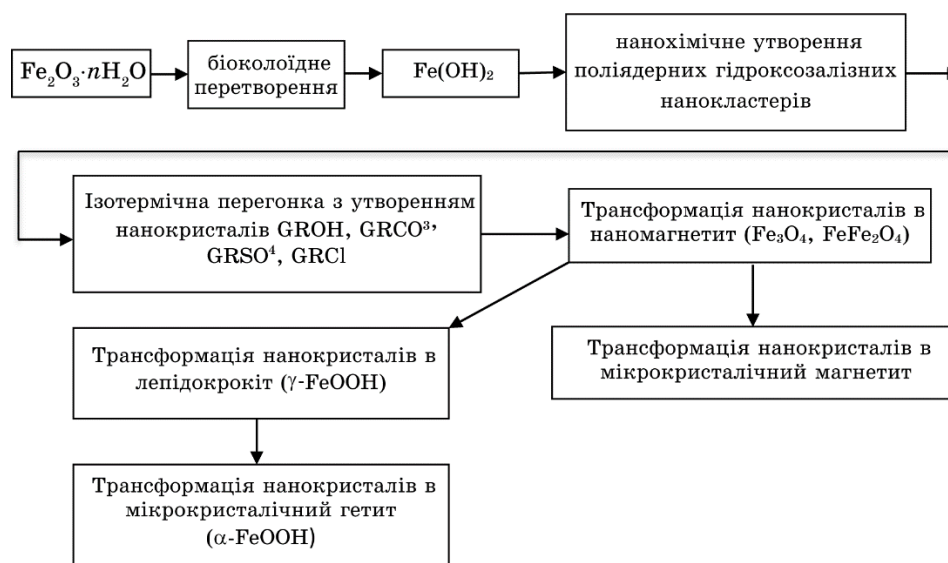 Fe₂O₃·nH₂O
біоколоїдне
перетворення
Fe(OH)₂
нанохімічне утворення
поліядерних гідроксозалізних
нанокластерів
Ізотермічна перегонка з утворенням
нанокристалів GROH, GRCO³,
GRSO⁴, GRCl
Трансформація нанокристалів в
наномагнетит (Fe₃O₄, FeFe₂O₄)
Трансформація нанокристалів в
лепідокрокіт (γ-FeOOH)
Трансформація нанокристалів в
мікрокристалічний магнетит
Трансформація нанокристалів в
мікрокристалічний гетит
(α-FeOOH)